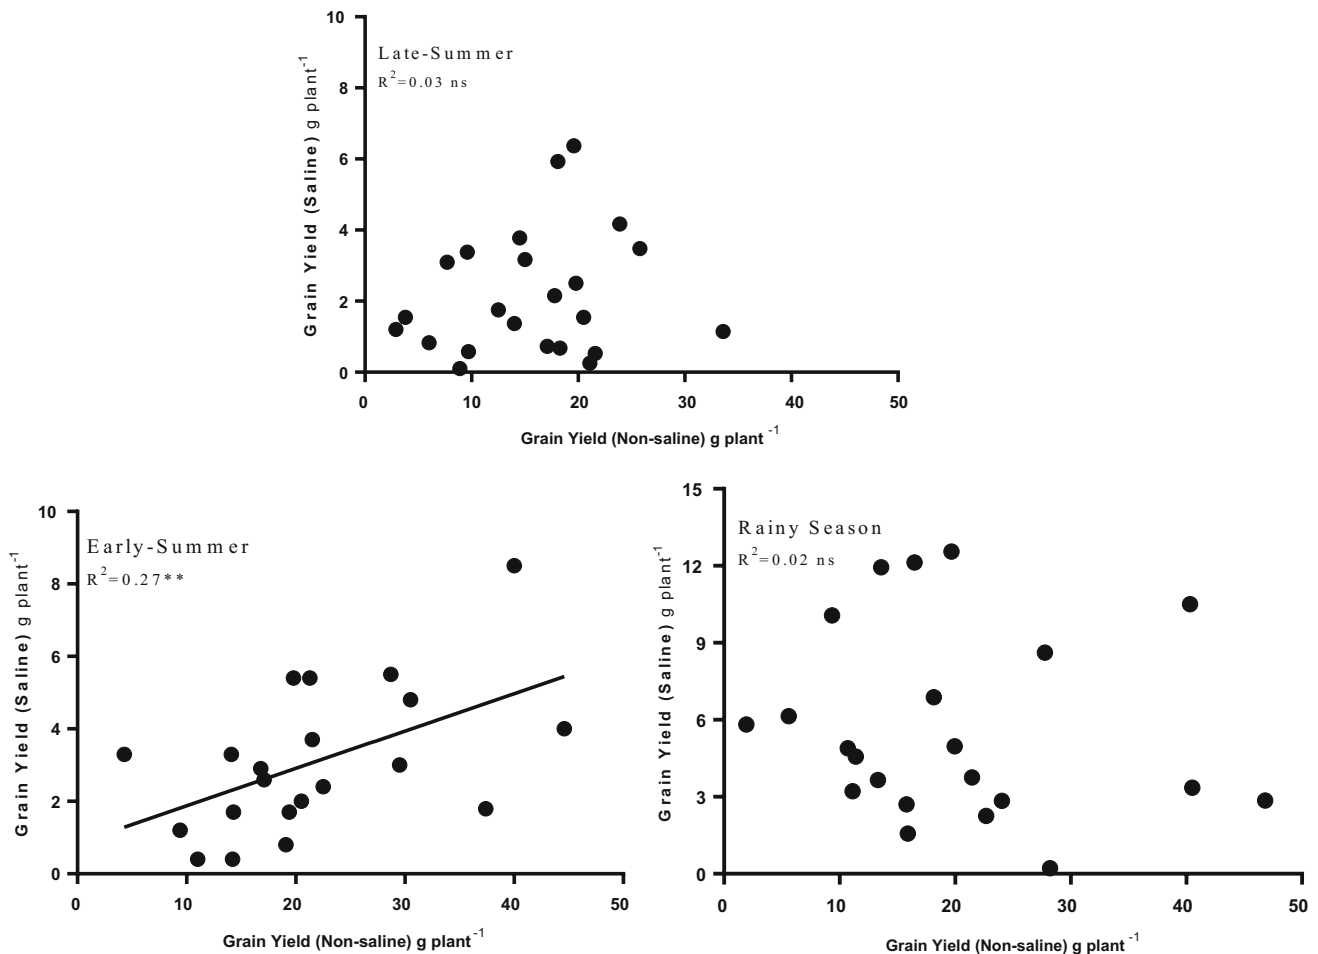 Late-Summer
R²=0.03 ns
Grain Yield (Saline) g plant⁻¹
10
8
6
4
2
0
0 10 20 30 40 50
Grain Yield (Non-saline) g plant ⁻¹
Early-Summer
R²=0.27**
Grain Yield (Saline) g plant⁻¹
10
8
6
4
2
0
0 10 20 30 40 50
Grain Yield (Non-saline) g plant⁻¹
Rainy Season
R²=0.02 ns
Grain Yield (Saline) g plant⁻¹
15
12
9
6
3
0
0 10 20 30 40 50
Grain Yield (Non-saline) g plant ⁻¹